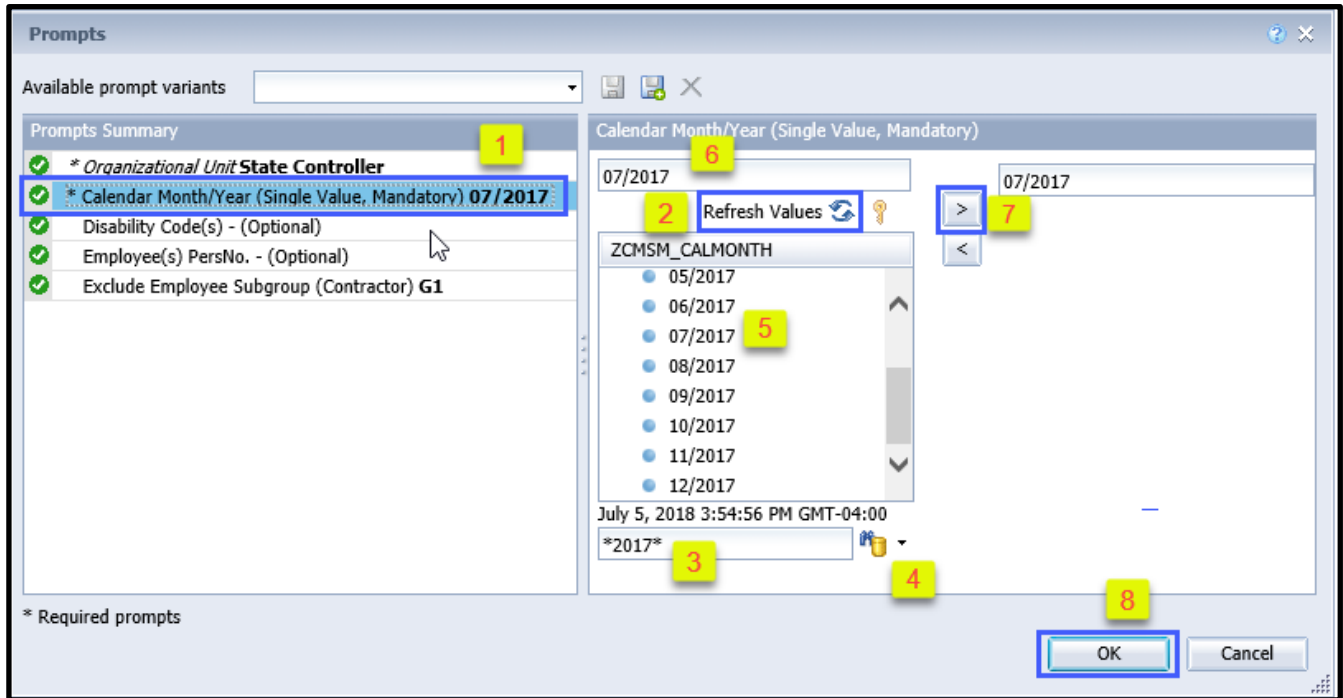 Prompts
Available prompt variants
Prompts Summary
1
* Organizational Unit State Controller
* Calendar Month/Year (Single Value, Mandatory) 07/2017
Disability Code(s) - (Optional)
Employee(s) PersNo. - (Optional)
Exclude Employee Subgroup (Contractor) G1
Calendar Month/Year (Single Value, Mandatory)
6
07/2017
2
Refresh Values
>
7
07/2017
<
ZCMSM_CALMONTH
05/2017
06/2017
07/2017
5
08/2017
09/2017
10/2017
11/2017
12/2017
July 5, 2018 3:54:56 PM GMT-04:00
*2017*
3
4
* Required prompts
8
OK
Cancel